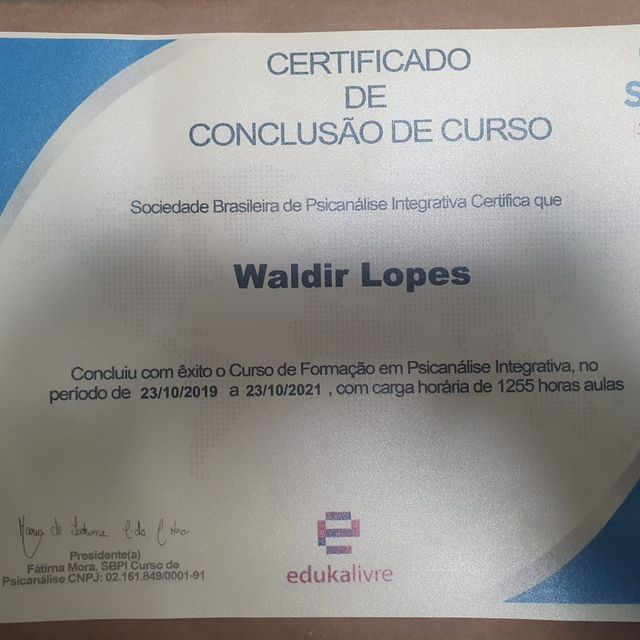 CERTIFICADO
DE
CONCLUSÃO DE CURSO
Sociedade Brasileira de Psicanálise Integrativa Certifica que
Waldir Lopes
Concluiu com êxito o Curso de Formação em Psicanálise Integrativa, no
período de 23/10/2019 a 23/10/2021 , com carga horária de 1255 horas aulas
Presidente(a)
Fátima Mora, SBPI Curso de
Psicanálise CNPJ: 02.151.849/0001-91
edukalivre